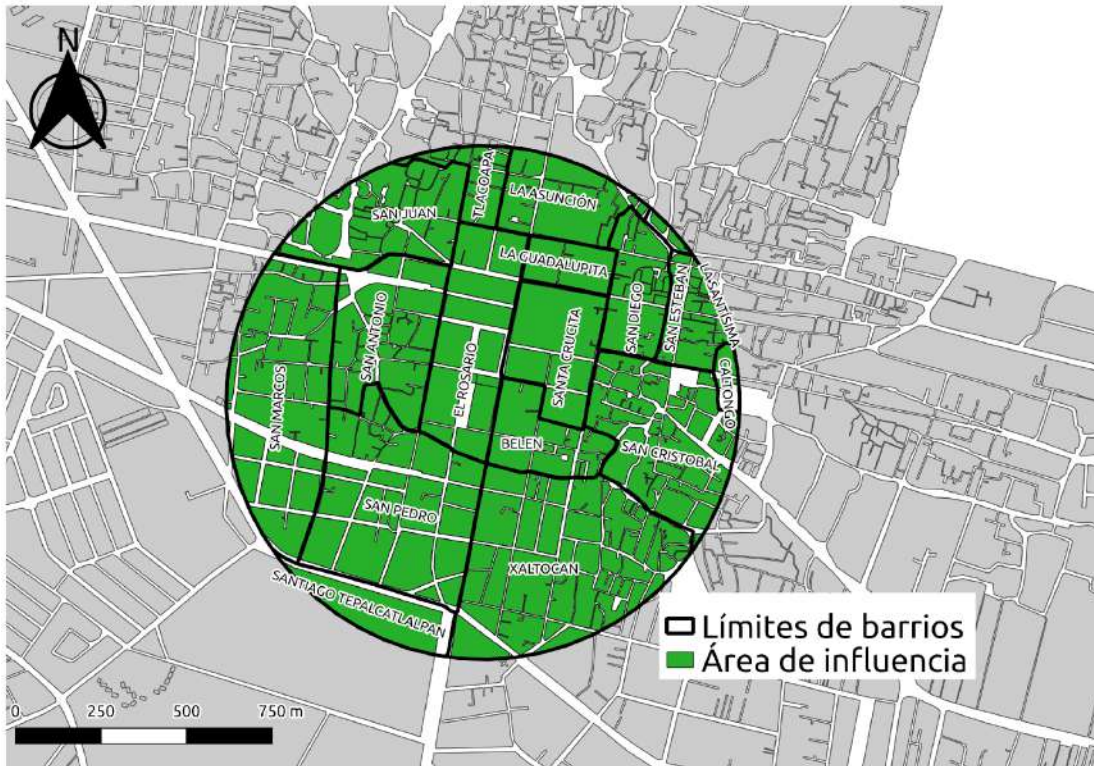 N
TLACOAPA
LA ASUNCIÓN
SAN JUAN
LA GUADALUPITA
LA SANTÍSIMA
SAN ESTEBAN
SAN DIEGO
SAN ANTONIO
SANTA CRUCITA
EL ROSARIO
CALTONGO
SAN MARCOS
BELEN
SAN CRISTOBAL
SAN PEDRO
XALTOCAN
SANTIAGO TEPALCATLALPAN
Límites de barrios
Área de influencia
0 250 500 750 m